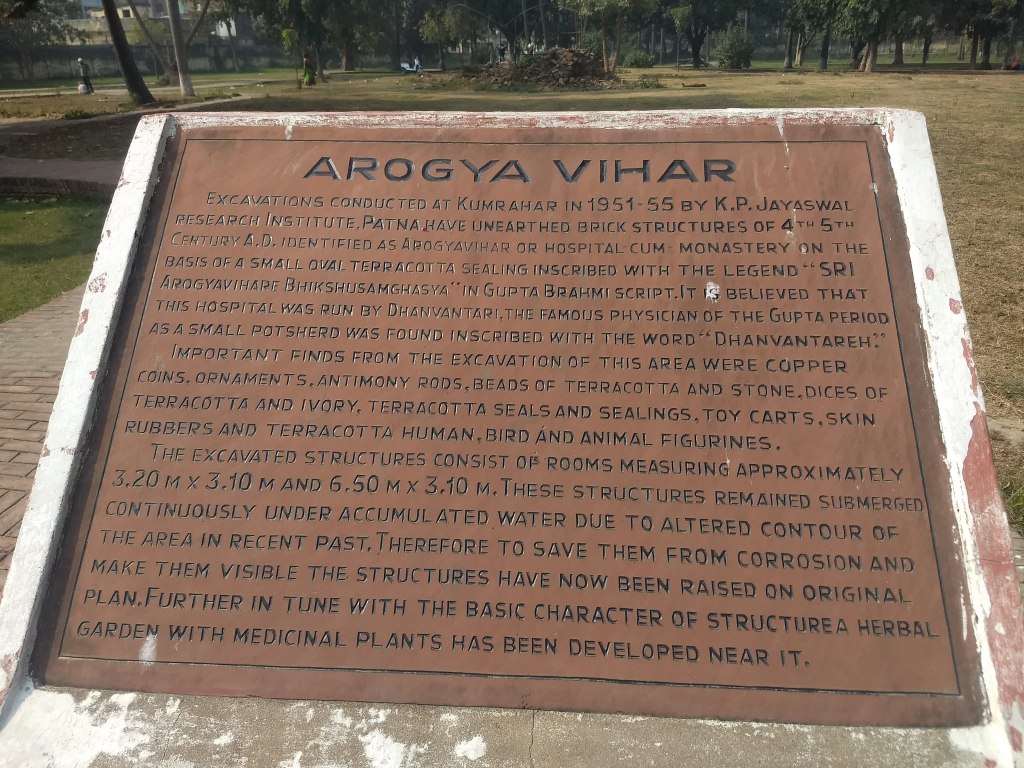 AROGYA VIHAR
EXCAVATIONS CONDUCTED AT KUMRAHAR IN 1951-55 BY K.P. JAYASWAL
RESEARCH INSTITUTE, PATNA, HAVE UNEARTHED BRICK STRUCTURES OF 4TH 5TH
CENTURY A.D. IDENTIFIED AS AROGYAVIHAR OR HOSPITAL-CUM-MONASTERY ON THE
BASIS OF A SMALL OVAL TERRACOTTA SEALING INSCRIBED WITH THE LEGEND "SRI
AROGYAVIHARE BHIKSHUSAMGHASYA" IN GUPTA BRAHMI SCRIPT. IT IS BELIEVED THAT
THIS HOSPITAL WAS RUN BY DHANVANTARI, THE FAMOUS PHYSICIAN OF THE GUPTA PERIOD
AS A SMALL POTSHERD WAS FOUND INSCRIBED WITH THE WORD "DHANVANTAREH."
IMPORTANT FINDS FROM THE EXCAVATION OF THIS AREA WERE COPPER
COINS, ORNAMENTS, ANTIMONY RODS, BEADS OF TERRACOTTA AND STONE, DICES OF
TERRACOTTA AND IVORY, TERRACOTTA SEALS AND SEALINGS, TOY CARTS, SKIN
RUBBERS AND TERRACOTTA HUMAN, BIRD AND ANIMAL FIGURINES.
THE EXCAVATED STRUCTURES CONSIST OF ROOMS MEASURING APPROXIMATELY
3.20 M X 3.10 M AND 6.50 M X 3.10 M. THESE STRUCTURES REMAINED SUBMERGED
CONTINUOUSLY UNDER ACCUMULATED WATER DUE TO ALTERED CONTOUR OF
THE AREA IN RECENT PAST. THEREFORE TO SAVE THEM FROM CORROSION AND
MAKE THEM VISIBLE THE STRUCTURES HAVE NOW BEEN RAISED ON ORIGINAL
PLAN. FURTHER IN TUNE WITH THE BASIC CHARACTER OF STRUCTURE A HERBAL
GARDEN WITH MEDICINAL PLANTS HAS BEEN DEVELOPED NEAR IT.